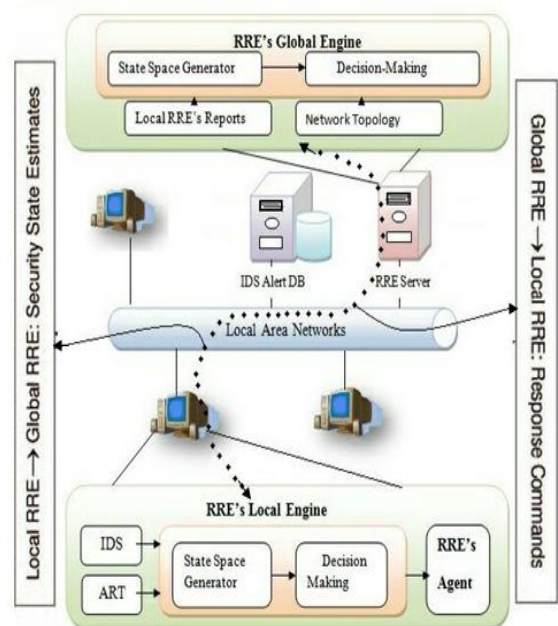 RRE's Global Engine
State Space Generator
Decision-Making
Local RRE's Reports
Network Topology
Local RRE → Global RRE: Security State Estimates
Global RRE → Local RRE: Response Commands
IDS Alert DB
RRE Server
Local Area Networks
RRE's Local Engine
IDS
ART
State Space
Generator
Decision
Making
RRE's
Agent